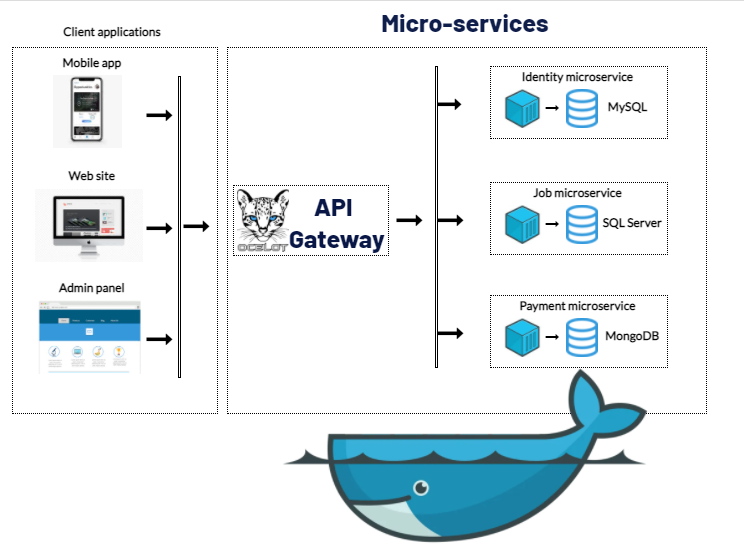 Micro-services
Client applications
Mobile app
Web site
Admin panel
OCELOT
API
Gateway
Identity microservice
MySQL
Job microservice
SQL Server
Payment microservice
MongoDB